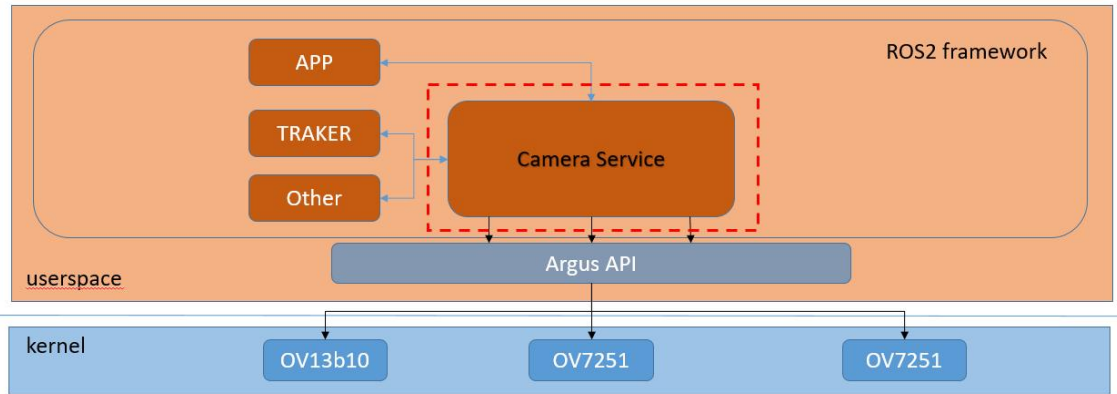 ROS2 framework
APP
TRAKER
Camera Service
Other
Argus API
userspace
kernel
OV13b10
OV7251
OV7251